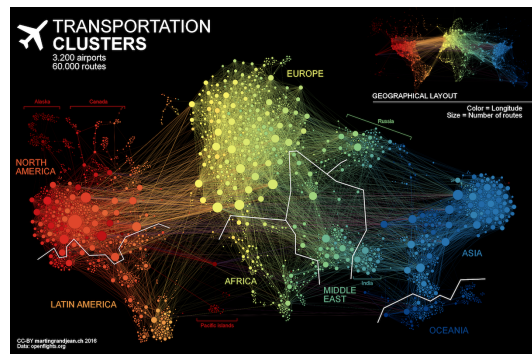 TRANSPORTATION
CLUSTERS
3.200 airports
60.000 routes
EUROPE
GEOGRAPHICAL LAYOUT
Color = Longitude
Size = Number of routes
Alaska
Canada
Russia
NORTH
AMERICA
ASIA
AFRICA
MIDDLE
EAST
India
LATIN AMERICA
Pacific islands
OCEANIA
CC-BY martingrandjean.ch 2016
Data: openflights.org